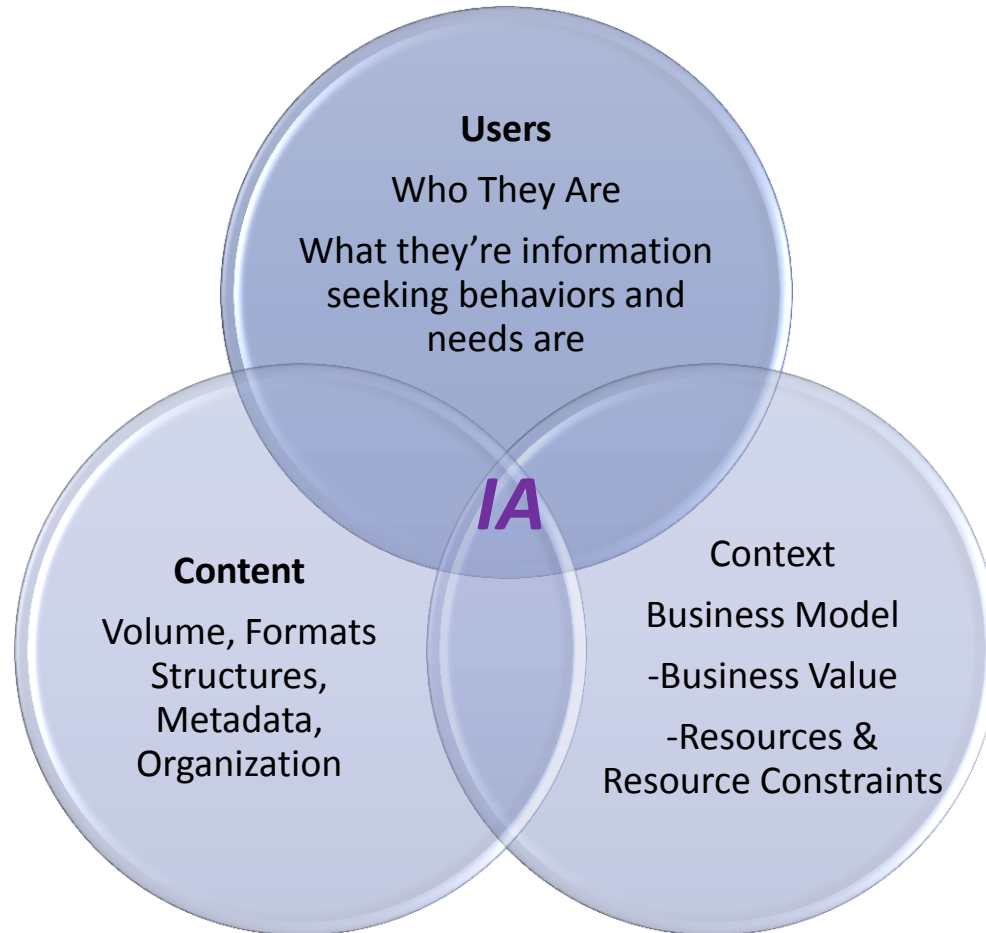 Users
Who They Are
What they’re information
seeking behaviors and
needs are
IA
Content
Volume, Formats
Structures,
Metadata,
Organization
Context
Business Model
-Business Value
-Resources &
Resource Constraints